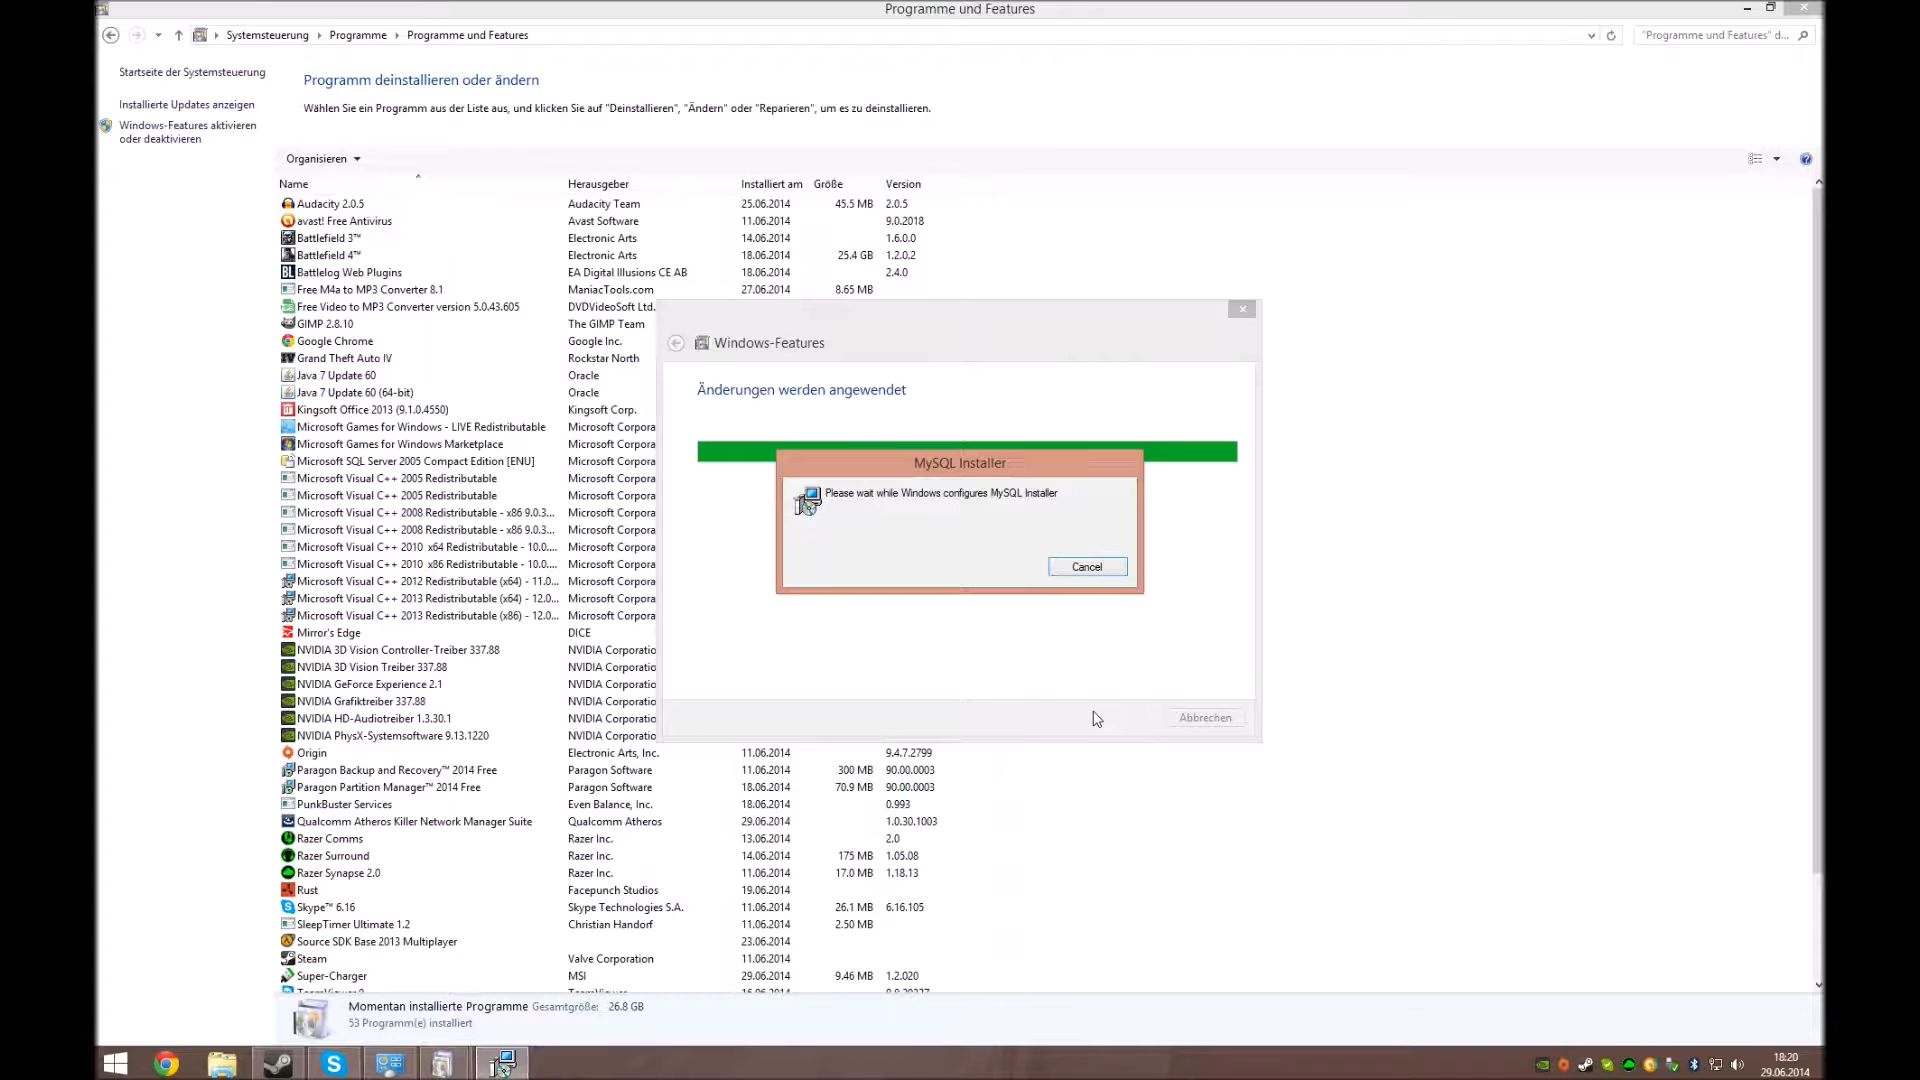 Programme und Features
Systemsteuerung Programme Programme und Features
"Programme und Features" d...
Startseite der Systemsteuerung
Installierte Updates anzeigen
Windows-Features aktivieren
oder deaktivieren
Programm deinstallieren oder ändern
Wählen Sie ein Programm aus der Liste aus, und klicken Sie auf "Deinstallieren", "Ändern" oder "Reparieren", um es zu deinstallieren.
Organisieren
Name Herausgeber Installiert am Größe Version
Audacity 2.0.5 Audacity Team 25.06.2014 45.5 MB 2.0.5
avast! Free Antivirus Avast Software 11.06.2014 9.0.2018
Battlefield 3™ Electronic Arts 14.06.2014 1.6.0.0
Battlefield 4™ Electronic Arts 18.06.2014 25.4 GB 1.2.0.2
Battlelog Web Plugins EA Digital Illusions CE AB 18.06.2014 2.4.0
Free M4a to MP3 Converter 8.1 ManiacTools.com 27.06.2014 8.65 MB
Free Video to MP3 Converter version 5.0.43.605 DVDVideoSoft Ltd.
GIMP 2.8.10 The GIMP Team
Google Chrome Google Inc.
Grand Theft Auto IV Rockstar North
Java 7 Update 60 Oracle
Java 7 Update 60 (64-bit) Oracle
Kingsoft Office 2013 (9.1.0.4550) Kingsoft Corp.
Microsoft Games for Windows - LIVE Redistributable Microsoft Corpora
Microsoft Games for Windows Marketplace Microsoft Corpora
Microsoft SQL Server 2005 Compact Edition [ENU] Microsoft Corpora
Microsoft Visual C++ 2005 Redistributable Microsoft Corpora
Microsoft Visual C++ 2005 Redistributable Microsoft Corpora
Microsoft Visual C++ 2008 Redistributable - x86 9.0.3... Microsoft Corpora
Microsoft Visual C++ 2008 Redistributable - x86 9.0.3... Microsoft Corpora
Microsoft Visual C++ 2010 x64 Redistributable - 10.0.... Microsoft Corpora
Microsoft Visual C++ 2010 x86 Redistributable - 10.0.... Microsoft Corpora
Microsoft Visual C++ 2012 Redistributable (x64) - 11.0... Microsoft Corpora
Microsoft Visual C++ 2013 Redistributable (x64) - 12.0... Microsoft Corpora
Microsoft Visual C++ 2013 Redistributable (x86) - 12.0... Microsoft Corpora
Mirror's Edge DICE
NVIDIA 3D Vision Controller-Treiber 337.88 NVIDIA Corporatio
NVIDIA 3D Vision Treiber 337.88 NVIDIA Corporatio
NVIDIA GeForce Experience 2.1 NVIDIA Corporatio
NVIDIA Grafiktreiber 337.88 NVIDIA Corporatio
NVIDIA HD-Audiotreiber 1.3.30.1 NVIDIA Corporatio
NVIDIA PhysX-Systemsoftware 9.13.1220 NVIDIA Corporatio
Origin Electronic Arts, Inc. 11.06.2014 9.4.7.2799
Paragon Backup and Recovery™ 2014 Free Paragon Software 11.06.2014 300 MB 90.00.0003
Paragon Partition Manager™ 2014 Free Paragon Software 18.06.2014 70.9 MB 90.00.0003
PunkBuster Services Even Balance, Inc. 18.06.2014 0.993
Qualcomm Atheros Killer Network Manager Suite Qualcomm Atheros 29.06.2014 1.0.30.1003
Razer Comms Razer Inc. 13.06.2014 2.0
Razer Surround Razer Inc. 14.06.2014 175 MB 1.05.08
Razer Synapse 2.0 Razer Inc. 11.06.2014 17.0 MB 1.18.13
Rust Facepunch Studios 19.06.2014
Skype™ 6.16 Skype Technologies S.A. 11.06.2014 26.1 MB 6.16.105
SleepTimer Ultimate 1.2 Christian Handorf 11.06.2014 2.50 MB
Source SDK Base 2013 Multiplayer 23.06.2014
Steam Valve Corporation 11.06.2014
Super-Charger MSI 29.06.2014 9.46 MB 1.2.020
Windows-Features
Änderungen werden angewendet
MySQL Installer
Please wait while Windows configures MySQL Installer
Cancel
Abbrechen
Momentan installierte Programme Gesamtgröße: 26.8 GB
53 Programm(e) installiert
18:20
29.06.2014